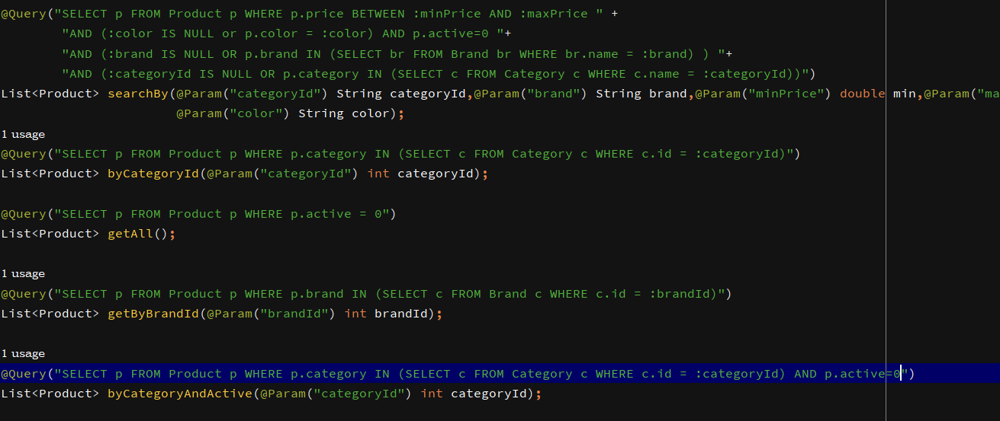 @Query("SELECT p FROM Product p WHERE p.price BETWEEN :minPrice AND :maxPrice " +
"AND (:color IS NULL or p.color = :color) AND p.active=0 "+
"AND (:brand IS NULL OR p.brand IN (SELECT br FROM Brand br WHERE br.name = :brand) ) "+
"AND (:categoryId IS NULL OR p.category IN (SELECT c FROM Category c WHERE c.name = :categoryId))")
List<Product> searchBy(@Param("categoryId") String categoryId,@Param("brand") String brand,@Param("minPrice") double min,@Param("ma
@Param("color") String color);
1 usage
@Query("SELECT p FROM Product p WHERE p.category IN (SELECT c FROM Category c WHERE c.id = :categoryId)")
List<Product> byCategoryId(@Param("categoryId") int categoryId);
@Query("SELECT p FROM Product p WHERE p.active = 0")
List<Product> getAll();
1 usage
@Query("SELECT p FROM Product p WHERE p.brand IN (SELECT c FROM Brand c WHERE c.id = :brandId)")
List<Product> getByBrandId(@Param("brandId") int brandId);
1 usage
@Query("SELECT p FROM Product p WHERE p.category IN (SELECT c FROM Category c WHERE c.id = :categoryId) AND p.active=0")
List<Product> byCategoryAndActive(@Param("categoryId") int categoryId);